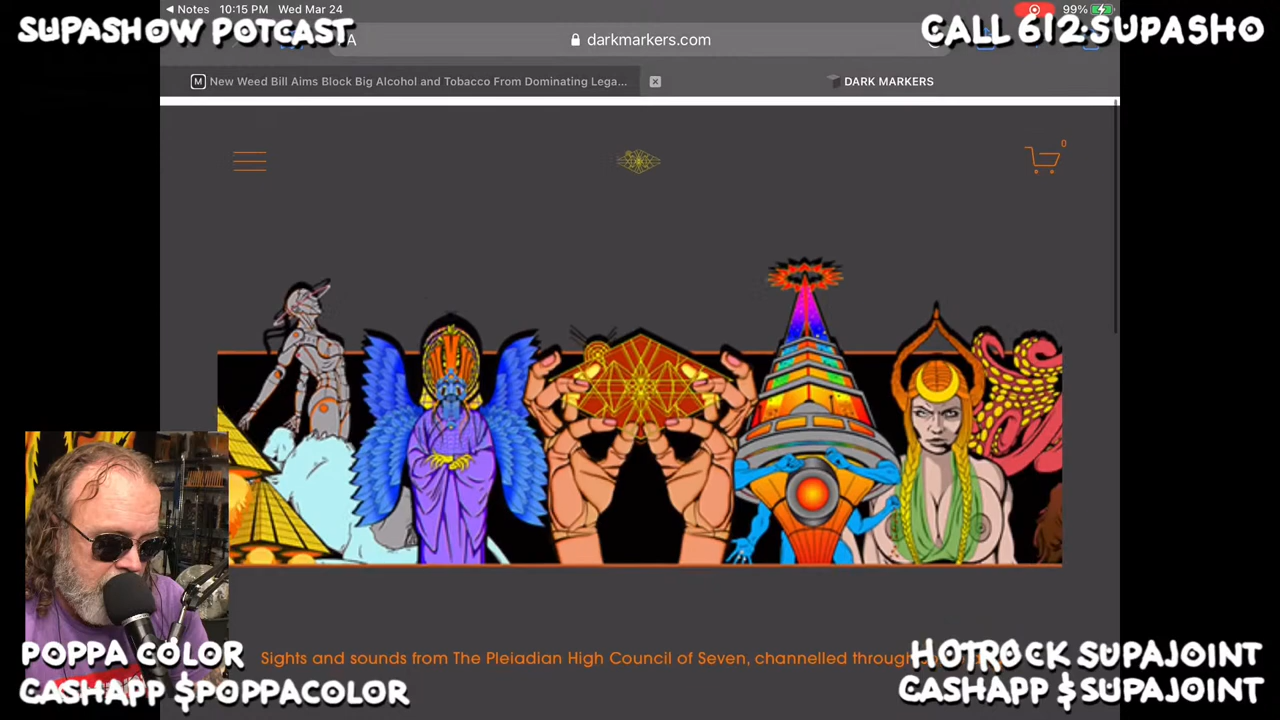 Notes 10:15 PM Wed Mar 24 99%
SUPASHOW POTCAST
CALL 612-SUPASHO
AA darkmarkers.com
M New Weed Bill Aims Block Big Alcohol and Tobacco From Dominating Lega...
DARK MARKERS
0
Sights and sounds from The Pleiadian High Council of Seven, channelled through
POPPA COLOR
CASHAPP $POPPACOLOR
HOTROCK SUPAJOINT
CASHAPP $SUPAJOINT